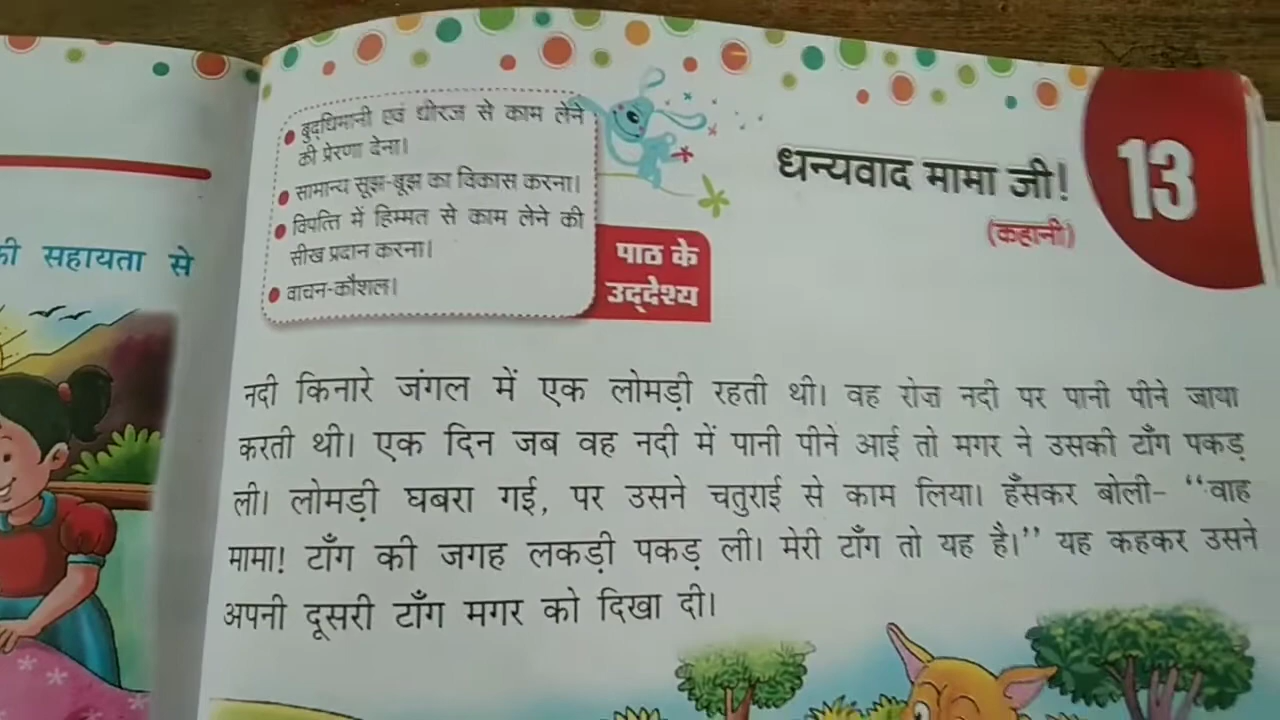 की सहायता से
● बुद्धिमानी एवं धीरज से काम लेने
की प्रेरणा देना।
● सामान्य सूझ-बूझ का विकास करना।
● विपत्ति में हिम्मत से काम लेने की
सीख प्रदान करना।
● वाचन-कौशल।
पाठ के
उद्देश्य
धन्यवाद मामा जी!
(कहानी)
13
नदी किनारे जंगल में एक लोमड़ी रहती थी। वह रोज़ नदी पर पानी पीने जाया
करती थी। एक दिन जब वह नदी में पानी पीने आई तो मगर ने उसकी टाँग पकड़
ली। लोमड़ी घबरा गई, पर उसने चतुराई से काम लिया। हँसकर बोली- “वाह
मामा! टाँग की जगह लकड़ी पकड़ ली। मेरी टाँग तो यह है।” यह कहकर उसने
अपनी दूसरी टाँग मगर को दिखा दी।